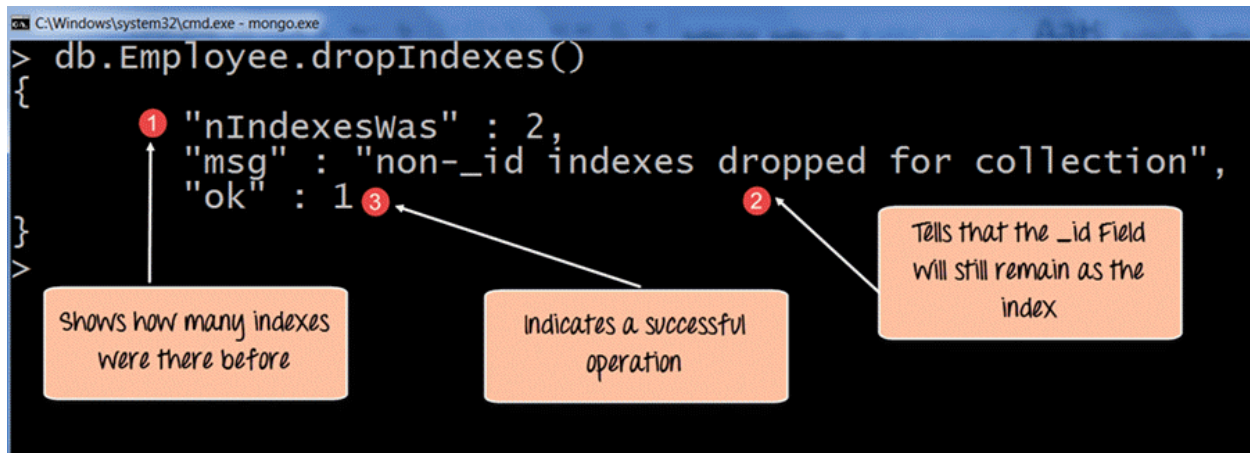 C:\Windows\system32\cmd.exe - mongo.exe
> db.Employee.dropIndexes()
{
1 "nIndexesWas" : 2,
"msg" : "non-_id indexes dropped for collection",
"ok" : 1 3
2
}
>
Shows how many indexes
were there before
Indicates a successful
operation
Tells that the _id Field
will still remain as the
index